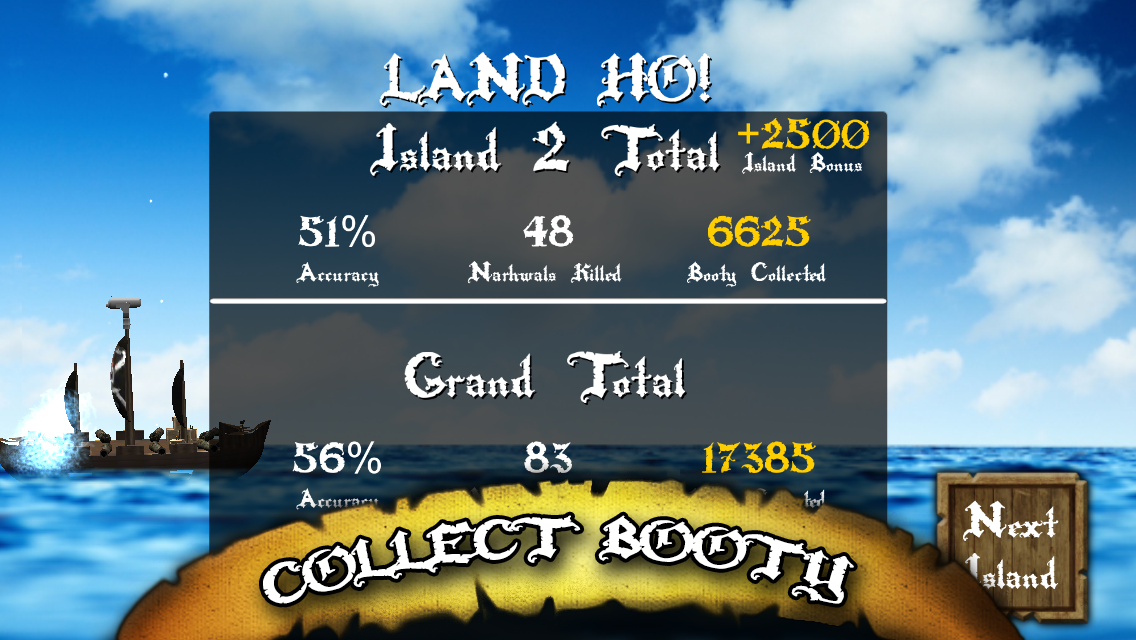 LAND HO!
Island 2 Total
+2500
Island Bonus
51% 48 6625
Accuracy Narhwals Killed Booty Collected
Grand Total
56% 83 17385
Accuracy
COLLECT BOOTY
Next
Island